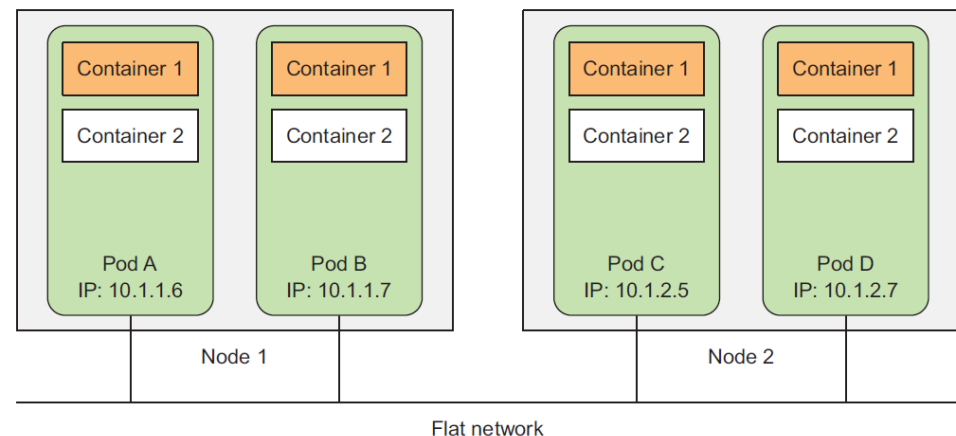 Container 1
Container 2
Pod A
IP: 10.1.1.6
Container 1
Container 2
Pod B
IP: 10.1.1.7
Node 1
Container 1
Container 2
Pod C
IP: 10.1.2.5
Container 1
Container 2
Pod D
IP: 10.1.2.7
Node 2
Flat network